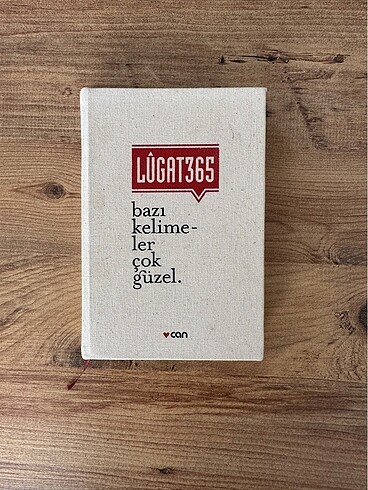 LÛGAT365
bazı
kelime-
ler
çok
güzel.
can